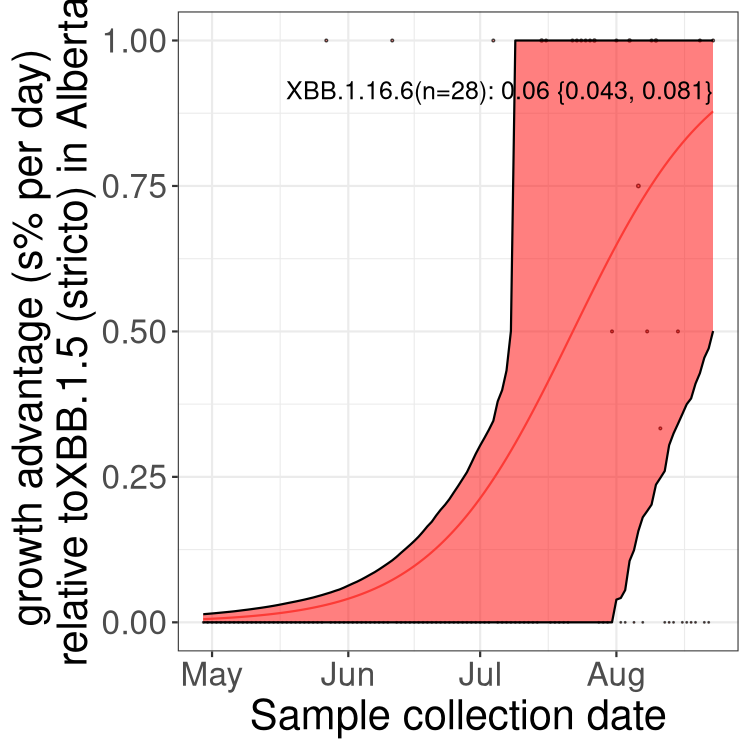 growth advantage (s% per day)
relative toXBB.1.5 (stricto) in Alberta
1.00
0.75
0.50
0.25
0.00
XBB.1.16.6(n=28): 0.06 {0.043, 0.081}
May Jun Jul Aug
Sample collection date